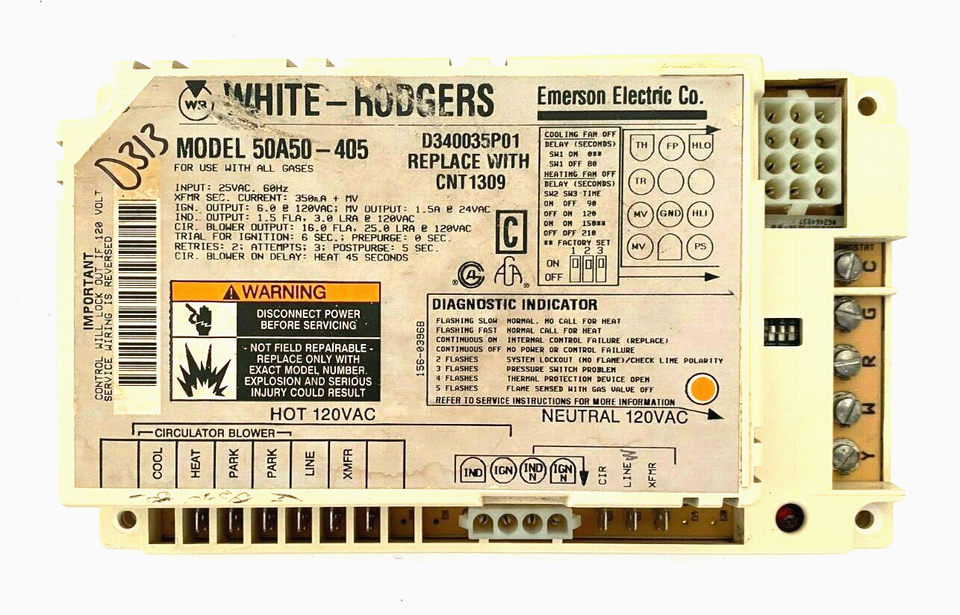 WR WHITE-RODGERS
Emerson Electric Co.
D313
MODEL 50A50-405
FOR USE WITH ALL GASES
D340035P01
REPLACE WITH
CNT1309
INPUT: 25VAC. 60Hz
XFMR SEC. CURRENT: 350mA + MV
IGN. OUTPUT: 6.0 @ 120VAC; MV OUTPUT: 1.5A @ 24VAC
IND. OUTPUT: 1.5 FLA, 3.0 LRA @ 120VAC
CIR. BLOWER OUTPUT: 16.0 FLA, 25.0 LRA @ 120VAC
TRIAL FOR IGNITION: 6 SEC.; PREPURGE: 0 SEC.
RETRIES: 2; ATTEMPTS: 3; POSTPURGE: 5 SEC.
CIR. BLOWER ON DELAY: HEAT 45 SECONDS
COOLING FAN OFF
DELAY (SECONDS)
SW1 ON 0**
SW1 OFF 80
HEATING FAN OFF
DELAY (SECONDS)
SW2 SW3 TIME
ON OFF 90
OFF ON 120
ON ON 150**
OFF OFF 210
** FACTORY SET
1 2 3
ON
OFF
TH FP HLO
TR
MV GND HLI
MV PS
C
IMPORTANT
CONTROL WILL LOCK OUT IF 120 VOLT
SERVICE WIRING IS REVERSED
WARNING
DISCONNECT POWER
BEFORE SERVICING
- NOT FIELD REPAIRABLE -
REPLACE ONLY WITH
EXACT MODEL NUMBER.
EXPLOSION AND SERIOUS
INJURY COULD RESULT
156-03968
DIAGNOSTIC INDICATOR
FLASHING SLOW NORMAL, NO CALL FOR HEAT
FLASHING FAST NORMAL CALL FOR HEAT
CONTINUOUS ON INTERNAL CONTROL FAILURE (REPLACE)
CONTINUOUS OFF NO POWER OR CONTROL FAILURE
2 FLASHES SYSTEM LOCKOUT (NO FLAME)/CHECK LINE POLARITY
3 FLASHES PRESSURE SWITCH PROBLEM
4 FLASHES THERMAL PROTECTION DEVICE OPEN
5 FLASHES FLAME SENSED WITH GAS VALVE OFF
REFER TO SERVICE INSTRUCTIONS FOR MORE INFORMATION
HOT 120VAC
NEUTRAL 120VAC
CIRCULATOR BLOWER
COOL HEAT PARK PARK LINE XMFR
IND IGN IND N IGN N CIR LINE XFMR
C
G
R
W
Y